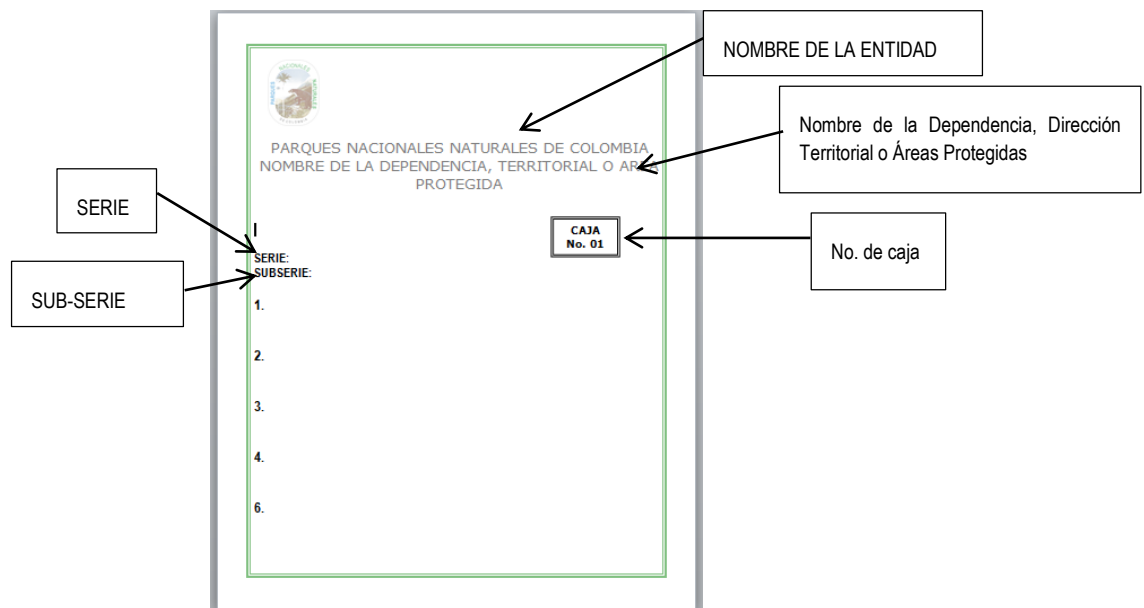 NOMBRE DE LA ENTIDAD
Nombre de la Dependencia, Dirección
Territorial o Áreas Protegidas
PARQUES NACIONALES NATURALES DE COLOMBIA
NOMBRE DE LA DEPENDENCIA, TERRITORIAL O AREA
PROTEGIDA
SERIE
CAJA
No. 01
No. de caja
SERIE:
SUBSERIE:
SUB-SERIE
1.
2.
3.
4.
6.